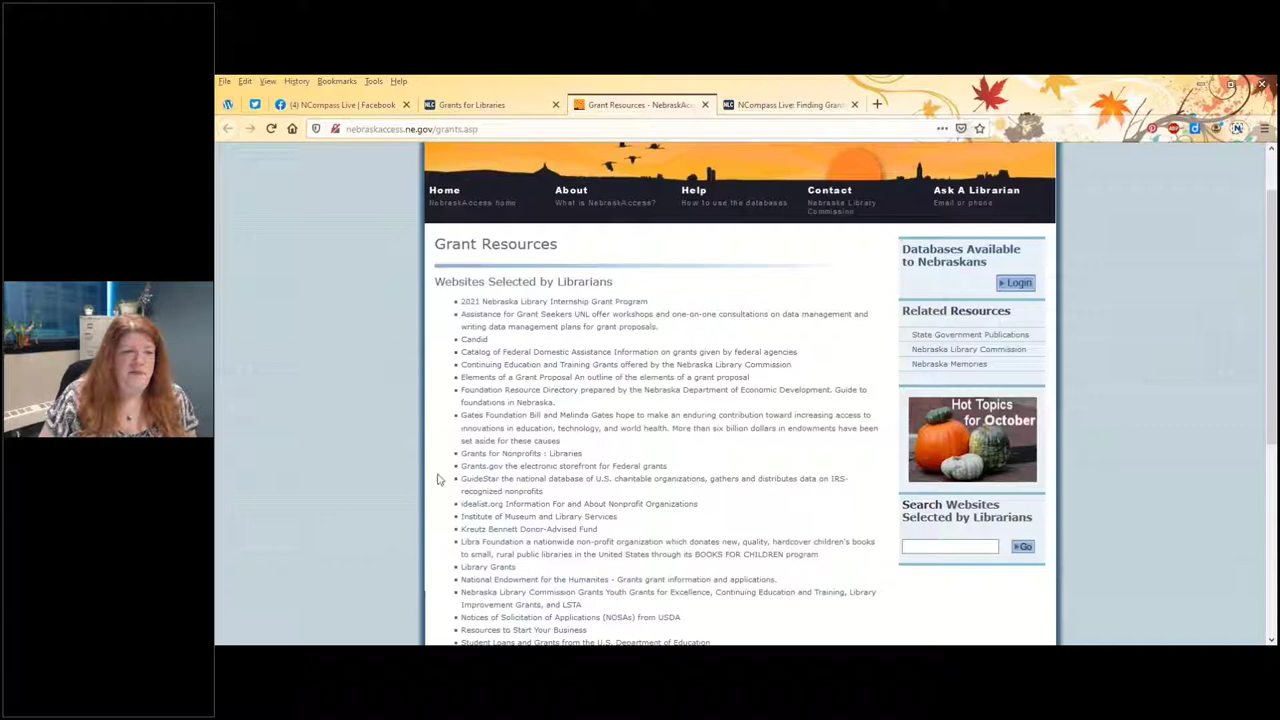 File Edit View History Bookmarks Tools Help
(4) NCompass Live | Facebook
NLC Grants for Libraries
Grant Resources - NebraskAcc
NLC NCompass Live: Finding Grant
nebraskaccess.ne.gov/grants.asp
Home
NebraskAccess home
About
What is NebraskAccess?
Help
How to use the databases
Contact
Nebraska Library
Commission
Ask A Librarian
Email or phone
Grant Resources
Websites Selected by Librarians
2021 Nebraska Library Internship Grant Program
Assistance for Grant Seekers UNL offer workshops and one-on-one consultations on data management and
writing data management plans for grant proposals.
Candid
Catalog of Federal Domestic Assistance Information on grants given by federal agencies
Continuing Education and Training Grants offered by the Nebraska Library Commission
Elements of a Grant Proposal An outline of the elements of a grant proposal
Foundation Resource Directory prepared by the Nebraska Department of Economic Development. Guide to
foundations in Nebraska.
Gates Foundation Bill and Melinda Gates hope to make an enduring contribution toward increasing access to
innovations in education, technology, and world health. More than six billion dollars in endowments have been
set aside for these causes
Grants for Nonprofits : Libraries
Grants.gov the electronic storefront for Federal grants
GuideStar the national database of U.S. charitable organizations, gathers and distributes data on IRS-
recognized nonprofits
idealist.org Information For and About Nonprofit Organizations
Institute of Museum and Library Services
Kreutz Bennett Donor-Advised Fund
Libra Foundation a nationwide non-profit organization which donates new, quality, hardcover children's books
to small, rural public libraries in the United States through its BOOKS FOR CHILDREN program
Library Grants
National Endowment for the Humanites - Grants grant information and applications.
Nebraska Library Commission Grants Youth Grants for Excellence, Continuing Education and Training, Library
Improvement Grants, and LSTA
Notices of Solicitation of Applications (NOSAs) from USDA
Resources to Start Your Business
Student Loans and Grants from the U.S. Department of Education
Databases Available
to Nebraskans
Login
Related Resources
State Government Publications
Nebraska Library Commission
Nebraska Memories
Hot Topics
for October
Search Websites
Selected by Librarians
Go